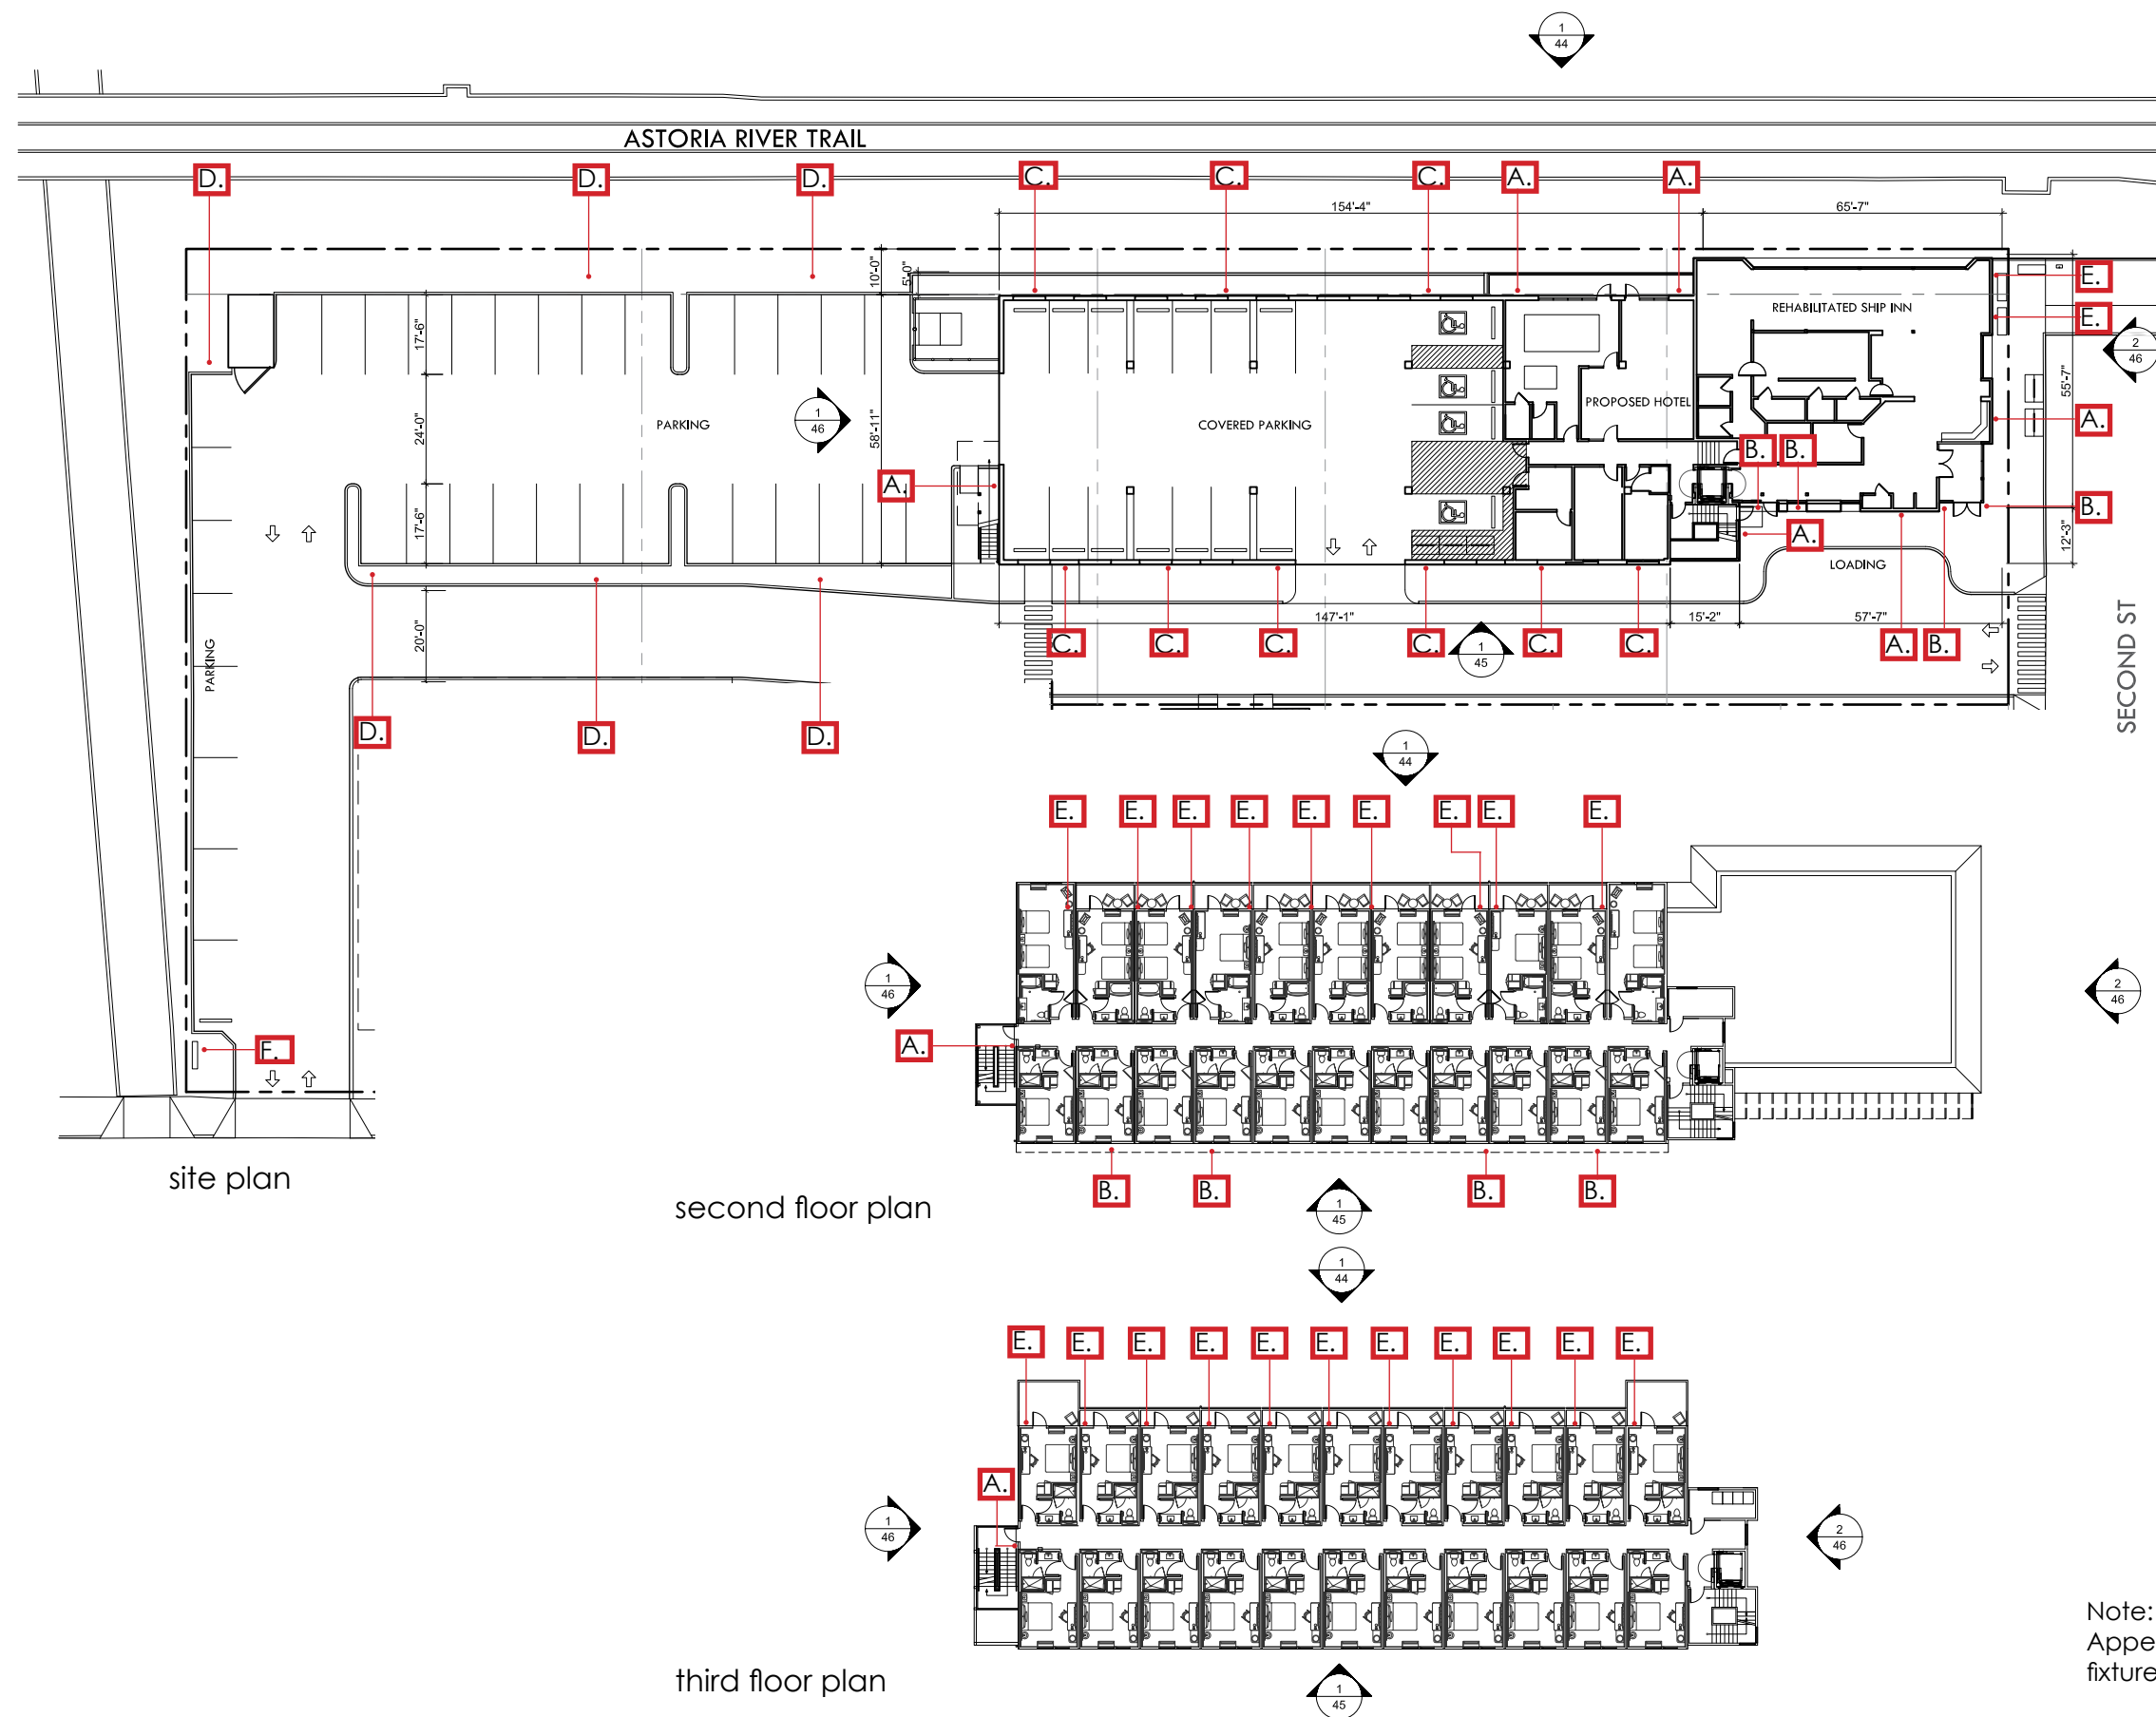 1
44
ASTORIA RIVER TRAIL
D.
D.
D.
C.
C.
C.
A.
A.
154'-4"
65'-7"
10'-0"
5'-0"
E.
E.
REHABILITATED SHIP INN
17'-6"
2
46
55'-7"
PROPOSED HOTEL
A.
1
46
PARKING
COVERED PARKING
24'-0"
58'-11"
B.
B.
A.
17'-6"
B.
A.
12'-3"
LOADING
20'-0"
147'-1"
15'-2"
57'-7"
C.
C.
C.
C.
C.
C.
A.
B.
1
45
PARKING
SECOND ST
D.
D.
D.
1
44
E.
E.
E.
E.
E.
E.
E.
E.
E.
1
46
2
46
A.
F.
site plan
B.
B.
B.
B.
second floor plan
1
45
1
44
E.
E.
E.
E.
E.
E.
E.
E.
E.
E.
E.
A.
1
46
2
46
Note:
Appe
fixture
third floor plan
1
45